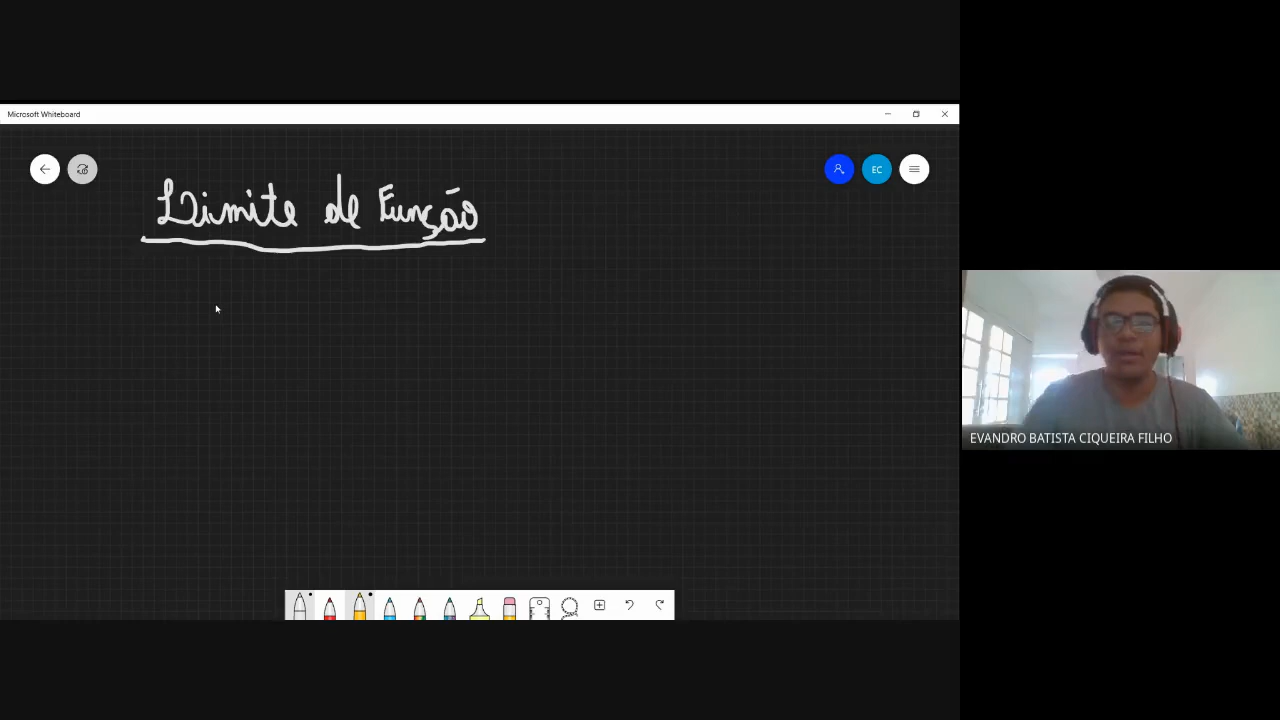 Microsoft Whiteboard
EC
Limite de Função
EVANDRO BATISTA CIQUEIRA FILHO